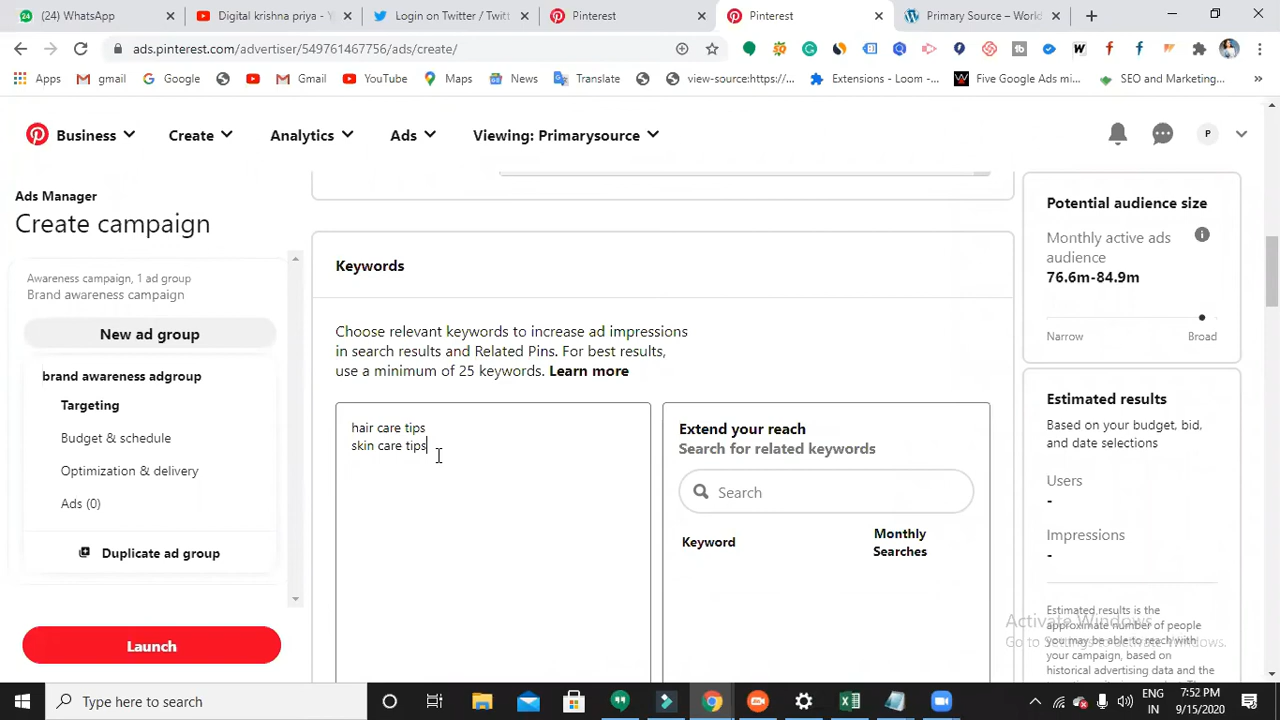 (24) WhatsApp
Digital krishna priya - Y
Login on Twitter / Twitt
Pinterest
Pinterest
Primary Source – World
ads.pinterest.com/advertiser/549761467756/ads/create/
Apps
gmail
Google
Gmail
YouTube
Maps
News
Translate
view-source:https://...
Extensions - Loom -...
Five Google Ads mi...
SEO and Marketing...
Business
Create
Analytics
Ads
Viewing: Primarysource
P
Ads Manager
Create campaign
Awareness campaign, 1 ad group
Brand awareness campaign
New ad group
brand awareness adgroup
Targeting
Budget & schedule
Optimization & delivery
Ads (0)
Duplicate ad group
Launch
Keywords
Choose relevant keywords to increase ad impressions
in search results and Related Pins. For best results,
use a minimum of 25 keywords. Learn more
hair care tips
skin care tips
Extend your reach
Search for related keywords
Search
Keyword
Monthly
Searches
Potential audience size
Monthly active ads
audience
76.6m-84.9m
Narrow
Broad
Estimated results
Based on your budget, bid,
and date selections
Users
-
Impressions
-
Estimated results is the
approximate number of people
you may be able to reach with
your campaign, based on
historical advertising data and the
Activate Windows
Go to Settings to activate Windows.
Type here to search
ENG
IN
7:52 PM
9/15/2020